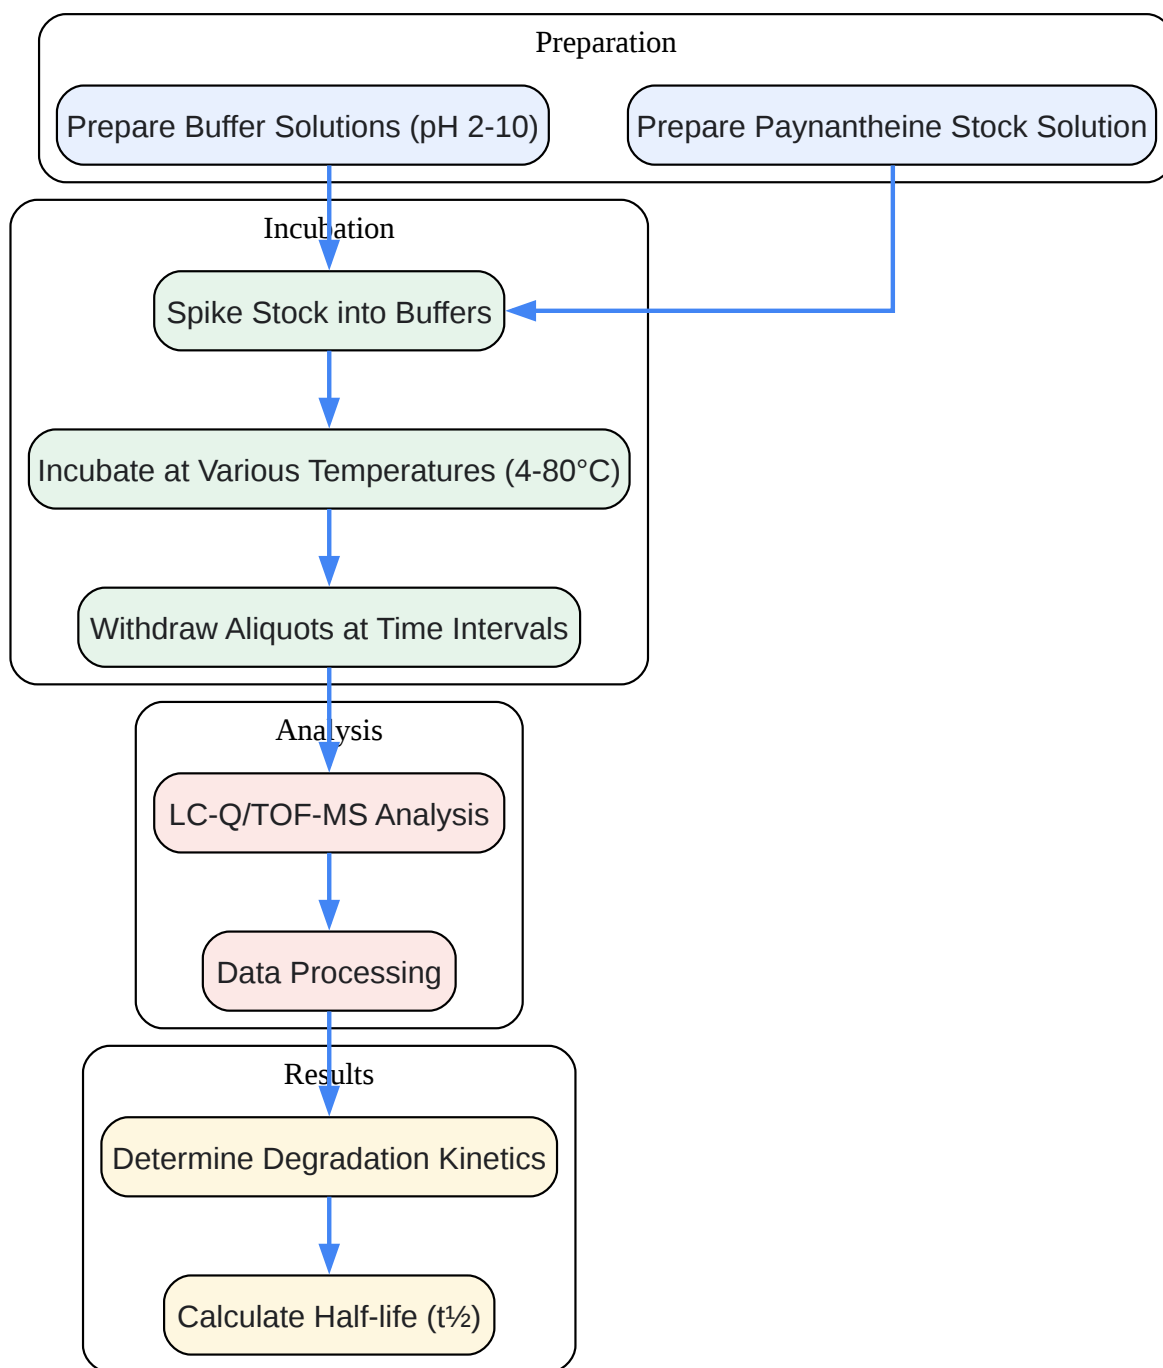 Preparation
Prepare Buffer Solutions (pH 2-10)
Prepare Paynantheine Stock Solution
Incubation
Spike Stock into Buffers
Incubate at Various Temperatures (4-80°C)
Withdraw Aliquots at Time Intervals
Analysis
LC-Q/TOF-MS Analysis
Data Processing
Results
Determine Degradation Kinetics
Calculate Half-life (t½)